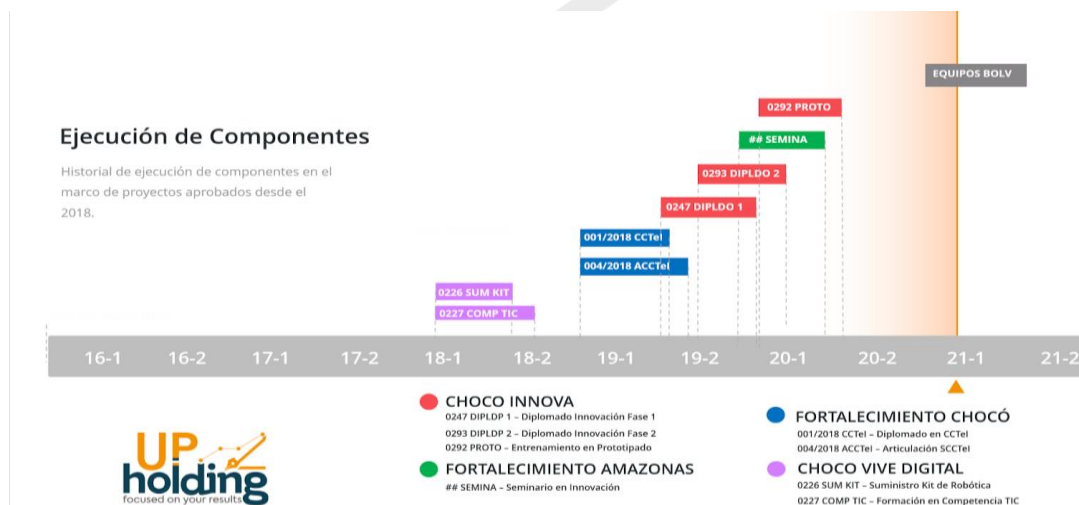 EQUIPOS BOLV
0292 PROTO
Ejecución de Componentes
## SEMINA
Historial de ejecución de componentes en el
marco de proyectos aprobados desde el
2018.
0293 DIPLDO 2
0247 DIPLDO 1
001/2018 CCTel
004/2018 ACCTel
0226 SUM KIT
0227 COMP TIC
16-1 16-2 17-1 17-2 18-1 18-2 19-1 19-2 20-1 20-2 21-1 21-2
CHOCO INNOVA
0247 DIPLDP 1 – Diplomado Innovación Fase 1
0293 DIPLDP 2 – Diplomado Innovación Fase 2
0292 PROTO – Entrenamiento en Prototipado
FORTALECIMIENTO AMAZONAS
## SEMINA – Seminario en Innovación
FORTALECIMIENTO CHOCÓ
001/2018 CCTel – Diplomado en CCTel
004/2018 ACCTel – Articulación SCCTel
CHOCO VIVE DIGITAL
0226 SUM KIT – Suministro Kit de Robótica
0227 COMP TIC – Formación en Competencia TIC
UP
holding
focused on your results